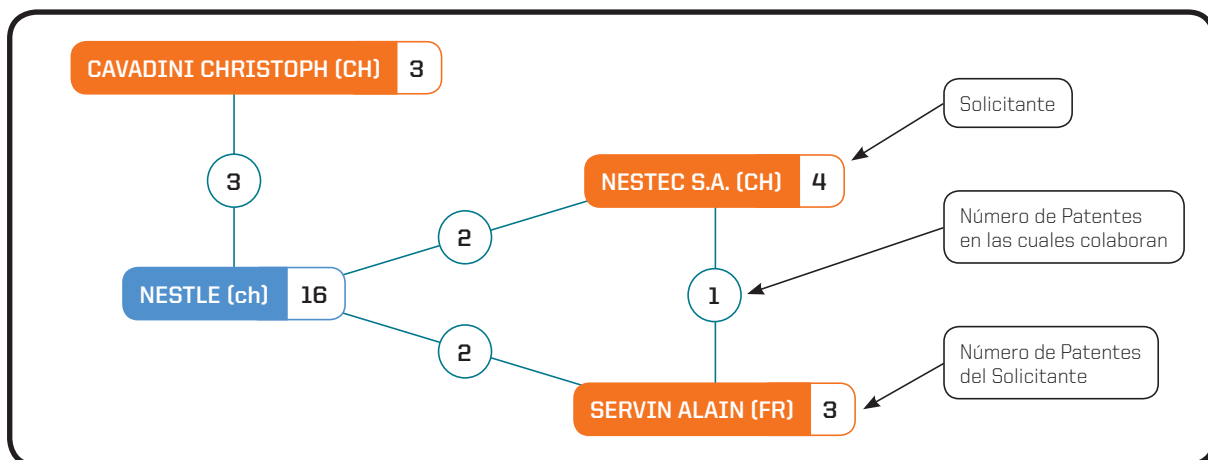 CAVADINI CHRISTOPH (CH) 3
Solicitante
3
NESTEC S.A. (CH) 4
Número de Patentes
en las cuales colaboran
2
NESTLE (ch) 16
1
2
Número de Patentes
del Solicitante
SERVIN ALAIN (FR) 3